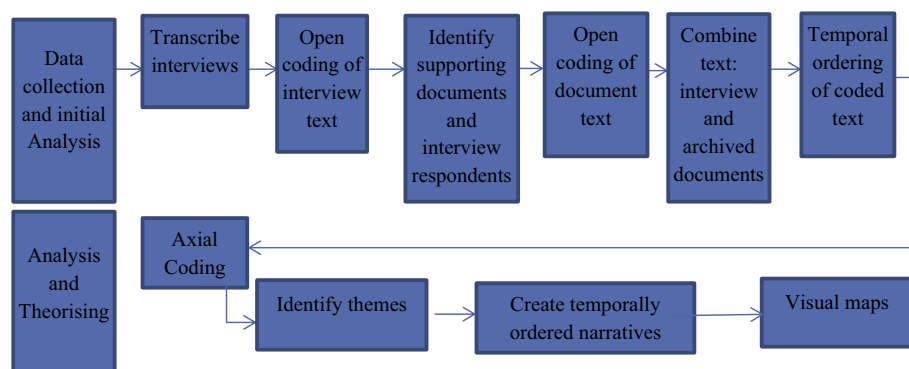 Data
collection
and initial
Analysis
Transcribe
interviews
Open
coding of
interview
text
Identify
supporting
documents
and
interview
respondents
Open
coding of
document
text
Combine
text:
interview
and
archived
documents
Temporal
ordering
of coded
text
Analysis
and
Theorising
Axial
Coding
Identify themes
Create temporally
ordered narratives
Visual maps